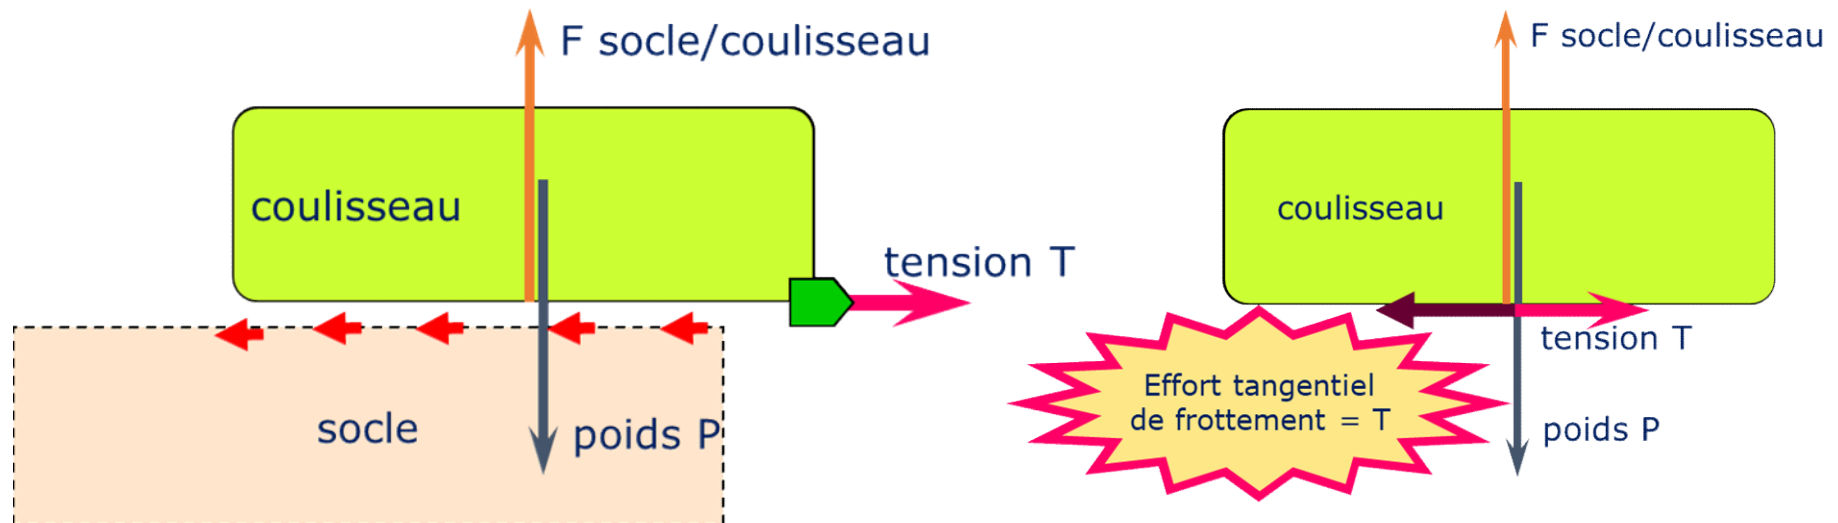 F socle/coulisseau
coulisseau
tension T
socle
poids P
F socle/coulisseau
coulisseau
tension T
Effort tangentiel
de frottement = T
poids P